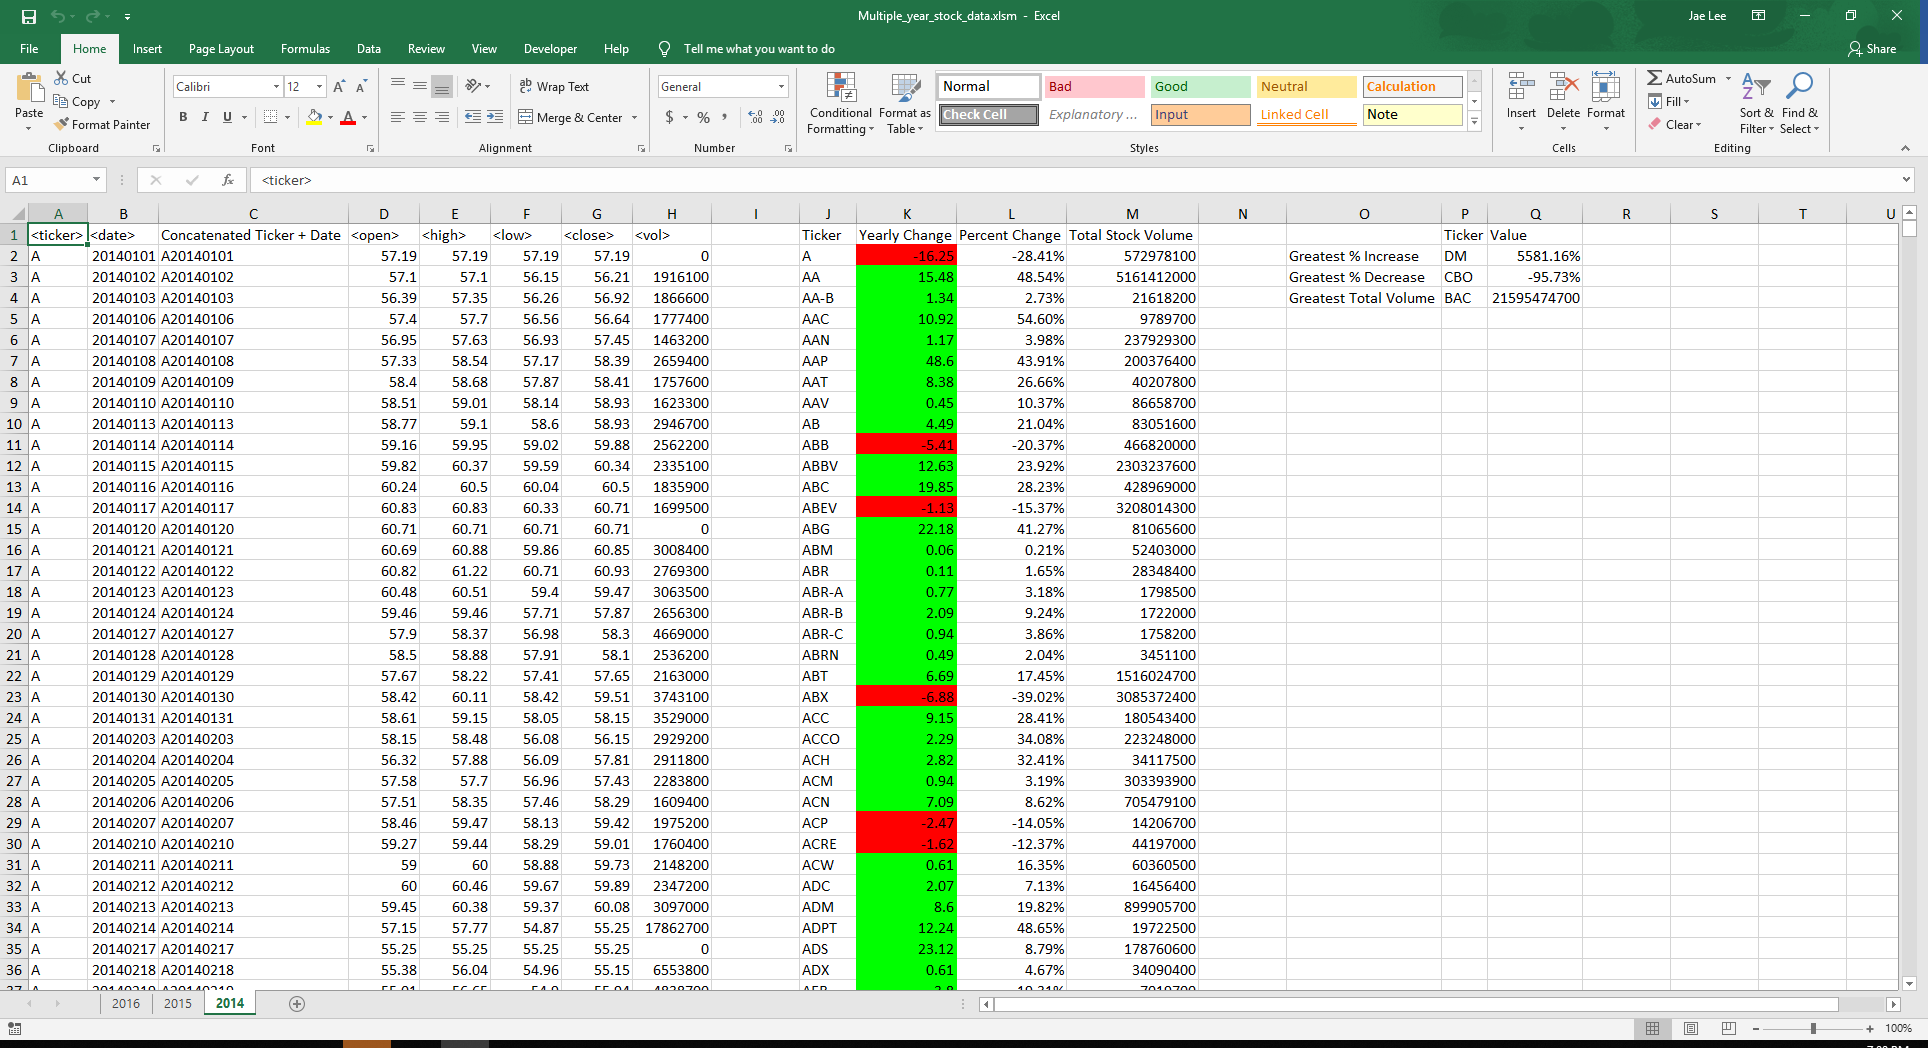 Multiple_year_stock_data.xlsm - Excel
Jae Lee
File Home Insert Page Layout Formulas Data Review View Developer Help Tell me what you want to do Share
Paste Cut Copy Format Painter Clipboard
Calibri 12 B I U Font
Wrap Text Merge & Center Alignment
General $ % Number
Conditional Formatting Format as Table
Normal Bad Good Neutral Calculation
Check Cell Explanatory ... Input Linked Cell Note
Styles
Insert Delete Format Cells
AutoSum Fill Clear Sort & Filter Find & Select Editing
A1 fx <ticker>
A B C D E F G H I J K L M N O P Q R S T U
1 <ticker> <date> Concatenated Ticker + Date <open> <high> <low> <close> <vol> Ticker Yearly Change Percent Change Total Stock Volume Ticker Value
2 A 20140101 A20140101 57.19 57.19 57.19 57.19 0 A -16.25 -28.41% 572978100 Greatest % Increase DM 5581.16%
3 A 20140102 A20140102 57.1 57.1 56.15 56.21 1916100 AA 15.48 48.54% 5161412000 Greatest % Decrease CBO -95.73%
4 A 20140103 A20140103 56.39 57.35 56.26 56.92 1866600 AA-B 1.34 2.73% 21618200 Greatest Total Volume BAC 21595474700
5 A 20140106 A20140106 57.4 57.7 56.56 56.64 1777400 AAC 10.92 54.60% 9789700
6 A 20140107 A20140107 56.95 57.63 56.93 57.45 1463200 AAN 1.17 3.98% 237929300
7 A 20140108 A20140108 57.33 58.54 57.17 58.39 2659400 AAP 48.6 43.91% 200376400
8 A 20140109 A20140109 58.4 58.68 57.87 58.41 1757600 AAT 8.38 26.66% 40207800
9 A 20140110 A20140110 58.51 59.01 58.14 58.93 1623300 AAV 0.45 10.37% 86658700
10 A 20140113 A20140113 58.77 59.1 58.6 58.93 2946700 AB 4.49 21.04% 83051600
11 A 20140114 A20140114 59.16 59.95 59.02 59.88 2562200 ABB -5.41 -20.37% 466820000
12 A 20140115 A20140115 59.82 60.37 59.59 60.34 2335100 ABBV 12.63 23.92% 2303237600
13 A 20140116 A20140116 60.24 60.5 60.04 60.5 1835900 ABC 19.85 28.23% 428969000
14 A 20140117 A20140117 60.83 60.83 60.33 60.71 1699500 ABEV -1.13 -15.37% 3208014300
15 A 20140120 A20140120 60.71 60.71 60.71 60.71 0 ABG 22.18 41.27% 81065600
16 A 20140121 A20140121 60.69 60.88 59.86 60.85 3008400 ABM 0.06 0.21% 52403000
17 A 20140122 A20140122 60.82 61.22 60.71 60.93 2769300 ABR 0.11 1.65% 28348400
18 A 20140123 A20140123 60.48 60.51 59.4 59.47 3063500 ABR-A 0.77 3.18% 1798500
19 A 20140124 A20140124 59.46 59.46 57.71 57.87 2656300 ABR-B 2.09 9.24% 1722000
20 A 20140127 A20140127 57.9 58.37 56.98 58.3 4669000 ABR-C 0.94 3.86% 1758200
21 A 20140128 A20140128 58.5 58.88 57.91 58.1 2536200 ABRN 0.49 2.04% 3451100
22 A 20140129 A20140129 57.67 58.22 57.41 57.65 2163000 ABT 6.69 17.45% 1516024700
23 A 20140130 A20140130 58.42 60.11 58.42 59.51 3743100 ABX -6.88 -39.02% 3085372400
24 A 20140131 A20140131 58.61 59.15 58.05 58.15 3529000 ACC 9.15 28.41% 180543400
25 A 20140203 A20140203 58.15 58.48 56.08 56.15 2929200 ACCO 2.29 34.08% 223248000
26 A 20140204 A20140204 56.32 57.88 56.09 57.81 2911800 ACH 2.82 32.41% 34117500
27 A 20140205 A20140205 57.58 57.7 56.96 57.43 2283800 ACM 0.94 3.19% 303393900
28 A 20140206 A20140206 57.51 58.35 57.46 58.29 1609400 ACN 7.09 8.62% 705479100
29 A 20140207 A20140207 58.46 59.47 58.13 59.42 1975200 ACP -2.47 -14.05% 14206700
30 A 20140210 A20140210 59.27 59.44 58.29 59.01 1760400 ACRE -1.62 -12.37% 44197000
31 A 20140211 A20140211 59 60 58.88 59.73 2148200 ACW 0.61 16.35% 60360500
32 A 20140212 A20140212 60 60.46 59.67 59.89 2347200 ADC 2.07 7.13% 16456400
33 A 20140213 A20140213 59.45 60.38 59.37 60.08 3097000 ADM 8.6 19.82% 899905700
34 A 20140214 A20140214 57.15 57.77 54.87 55.25 17862700 ADPT 12.24 48.65% 19722500
35 A 20140217 A20140217 55.25 55.25 55.25 55.25 0 ADS 23.12 8.79% 178760600
36 A 20140218 A20140218 55.38 56.04 54.96 55.15 6553800 ADX 0.61 4.67% 34090400
2016 2015 2014
100%